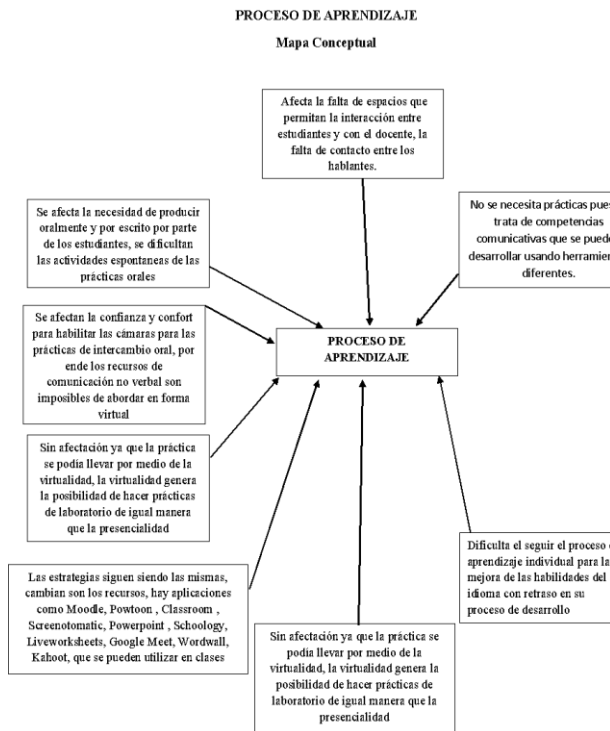 PROCESO DE APRENDIZAJE
Mapa Conceptual
Afecta la falta de espacios que
permitan la interacción entre
estudiantes y con el docente, la
falta de contacto entre los
hablantes.
Se afecta la necesidad de producir
oralmente y por escrito por parte
de los estudiantes, se dificultan
las actividades espontaneas de las
prácticas orales
No se necesita prácticas pues
trata de competencias
comunicativas que se puede
desarrollar usando herramien
diferentes.
Se afectan la confianza y confort
para habilitar las cámaras para las
prácticas de intercambio oral, por
ende los recursos de
comunicación no verbal son
imposibles de abordar en forma
virtual
PROCESO DE
APRENDIZAJE
Sin afectación ya que la práctica
se podía llevar por medio de la
virtualidad, la virtualidad genera
la posibilidad de hacer prácticas
de laboratorio de igual manera
que la presencialidad
Las estrategias siguen siendo las mismas,
cambian son los recursos, hay aplicaciones
como Moodle, Powtoon , Classroom ,
Screenotomatic, Powerpoint , Schoology,
Liveworksheets, Google Meet, Wordwall,
Kahoot, que se pueden utilizar en clases
Sin afectación ya que la práctica se
podía llevar por medio de la
virtualidad, la virtualidad genera la
posibilidad de hacer prácticas de
laboratorio de igual manera que la
presencialidad
Dificulta el seguir el proceso
aprendizaje individual para la
mejora de las habilidades del
idioma con retraso en su
proceso de desarrollo